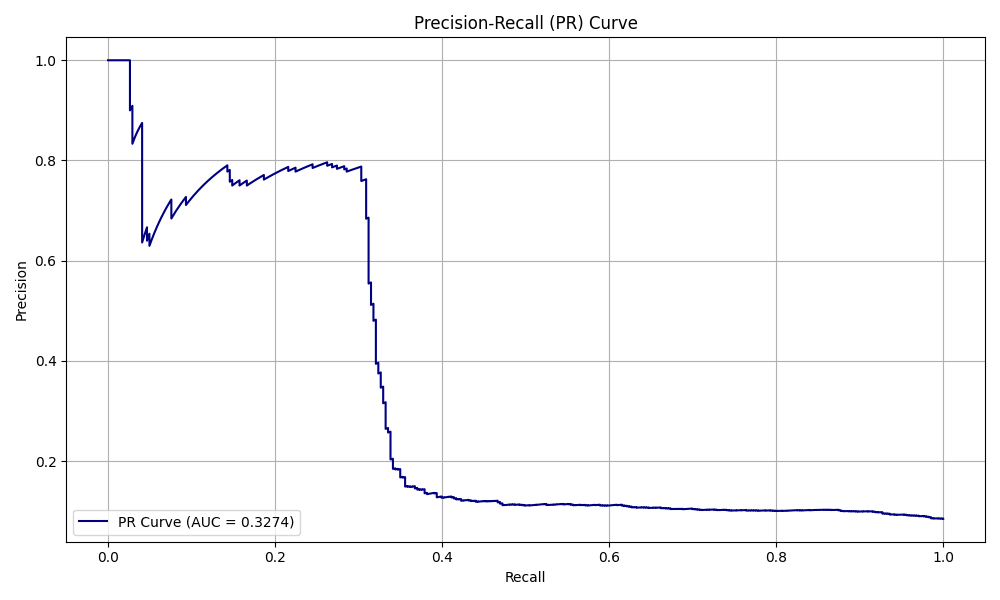 Precision-Recall (PR) Curve
1.0
0.8
0.6
0.4
0.2
Precision
PR Curve (AUC = 0.3274)
0.0 0.2 0.4 0.6 0.8 1.0
Recall